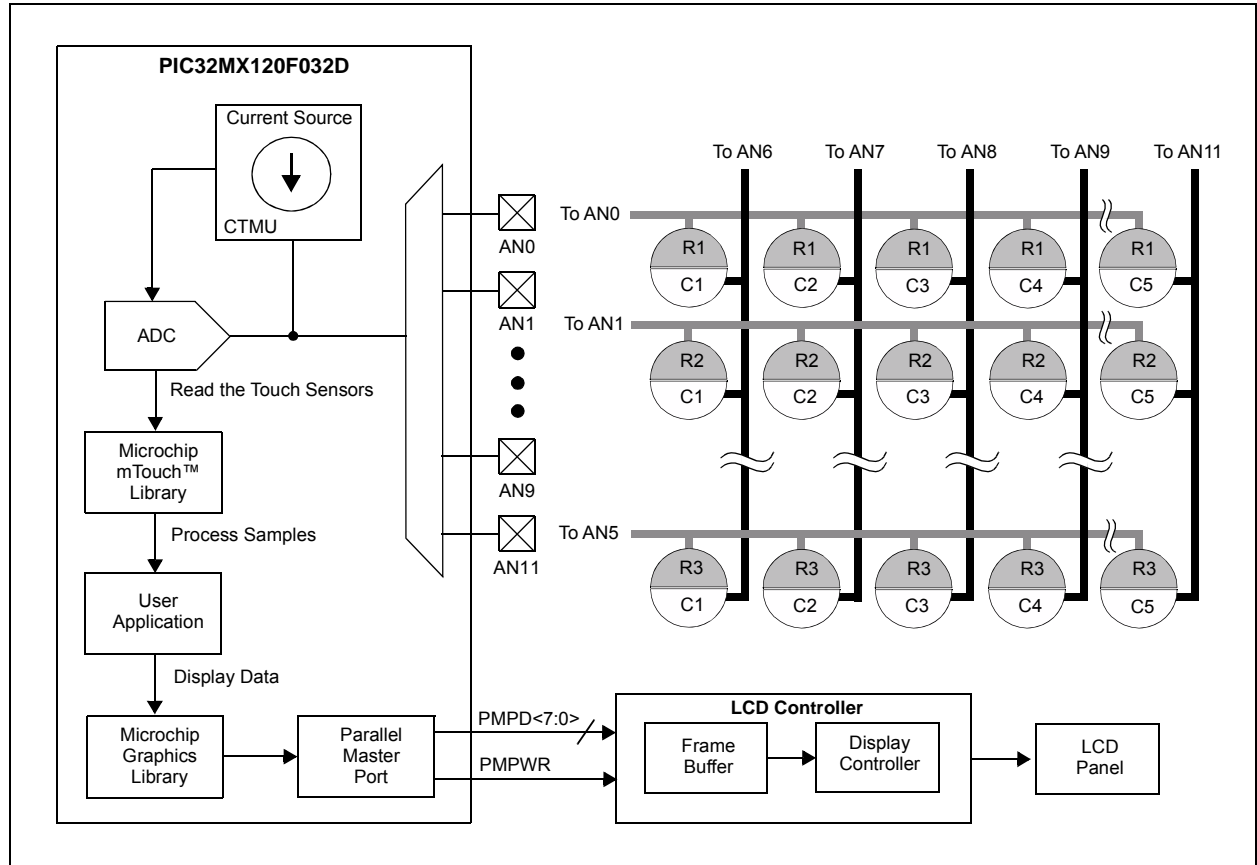 PIC32MX120F032D
Current Source
CTMU
ADC
Read the Touch Sensors
Microchip
mTouch™
Library
Process Samples
User
Application
Display Data
Microchip
Graphics
Library
Parallel
Master
Port
AN0
AN1
AN9
AN11
To AN6
To AN7
To AN8
To AN9
To AN11
To AN0
R1 R1 R1 R1 R1
C1 C2 C3 C4 C5
To AN1
R2 R2 R2 R2 R2
C1 C2 C3 C4 C5
To AN5
R3 R3 R3 R3 R3
C1 C2 C3 C4 C5
PMPD<7:0>
PMPWR
LCD Controller
Frame
Buffer
Display
Controller
LCD
Panel